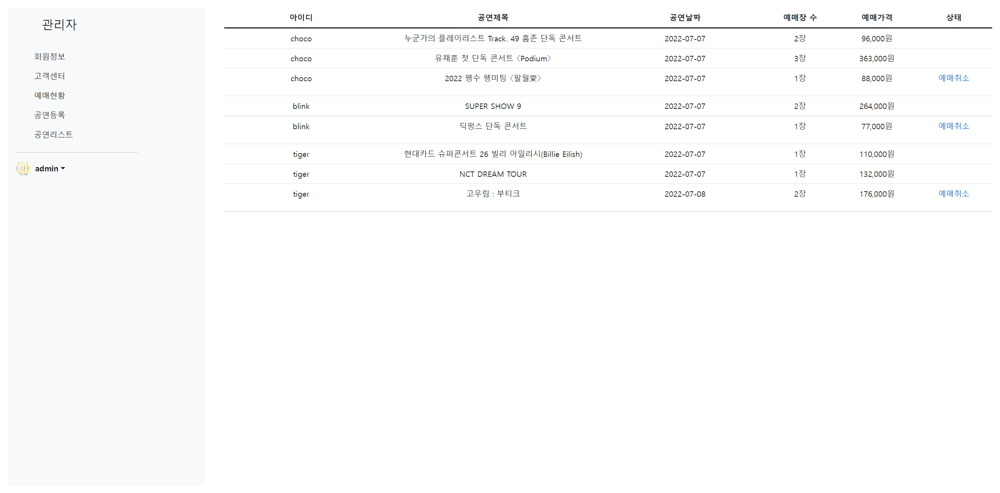 관리자
회원정보
고객센터
예매현황
공연등록
공연리스트
Click
admin
아이디 공연제목 공연날짜 예매장 수 예매가격 상태
choco 누군가의 플레이리스트 Track. 49 홈존 단독 콘서트 2022-07-07 2장 96,000원
choco 유채훈 첫 단독 콘서트 〈Podium〉 2022-07-07 3장 363,000원
choco 2022 펭수 펭미팅 〈팔월愛〉 2022-07-07 1장 88,000원 예매취소
blink SUPER SHOW 9 2022-07-07 2장 264,000원
blink 딕펑스 단독 콘서트 2022-07-07 1장 77,000원 예매취소
tiger 현대카드 슈퍼콘서트 26 빌리 아일리시(Billie Eilish) 2022-07-07 1장 110,000원
tiger NCT DREAM TOUR 2022-07-07 1장 132,000원
tiger 고우림 : 부티크 2022-07-08 2장 176,000원 예매취소